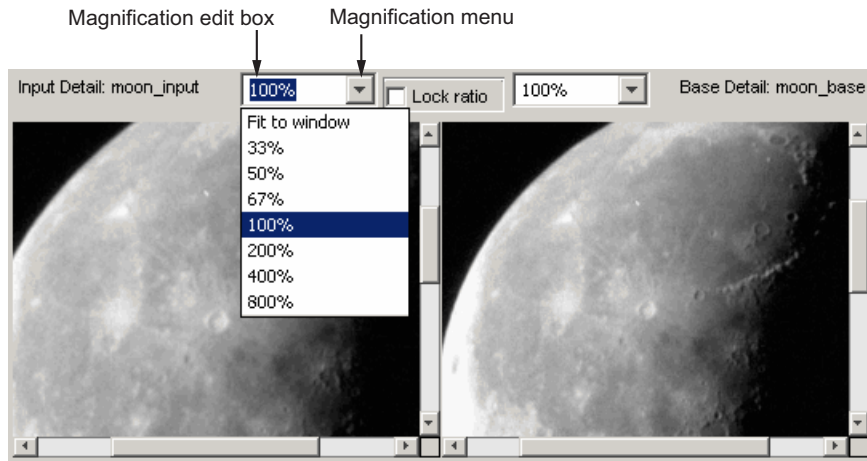 Magnification edit box
Magnification menu
Input Detail: moon_input
100%
Lock ratio
100%
Base Detail: moon_base
Fit to window
33%
50%
67%
100%
200%
400%
800%